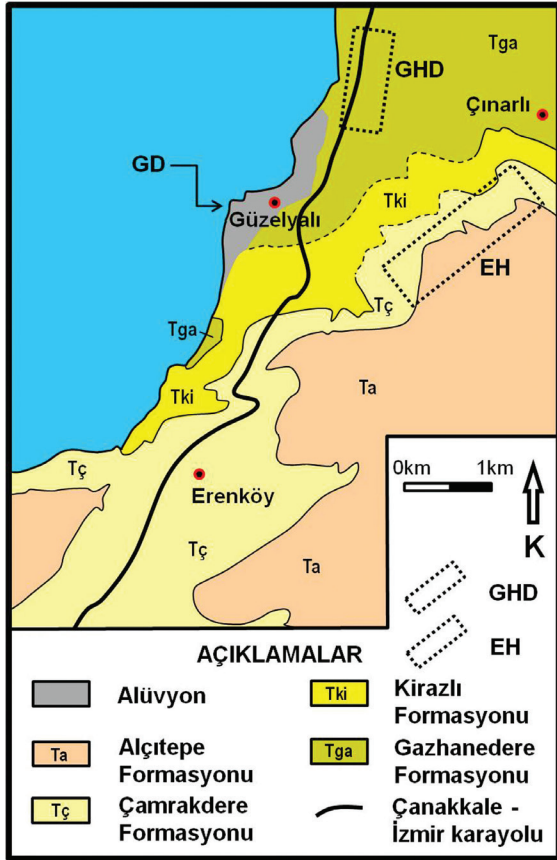 Tga
GHD
Çınarlı
GD
Güzelyalı
Tki
EH
Tç
Tga
Ta
Tki
Tç
Erenköy
0km 1km
K
Tç
Ta
GHD
EH
AÇIKLAMALAR
Alüvyon
Tki Kirazlı
Formasyonu
Ta Alçıtepe
Formasyonu
Tga Gazhanedere
Formasyonu
Tç Çamrakdere
Formasyonu
Çanakkale -
İzmir karayolu